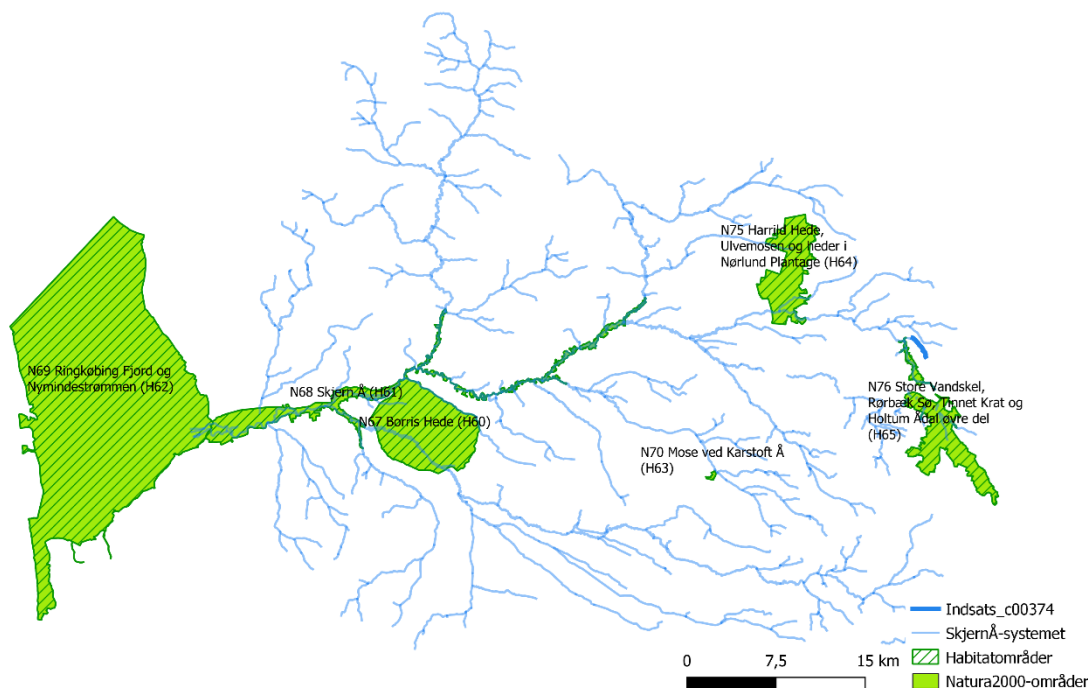 N75 Harrild Hede,
Ulvemosen og heder i
Nørlund Plantage (H64)
N69 Ringkøbing Fjord og
Nymindestrømmen (H62)
N68 Skjern Å (H61)
N67 Borris Hede (H60)
N76 Store Vandskel,
Rørbæk Sø, Tinnet Krat og
Holtum Ådal øvre del
(H65)
N70 Mose ved Karstoft Å
(H63)
Indsats_c00374
SkjernÅ-systemet
Habitatområder
Natura2000-områder
0 7,5 15 km